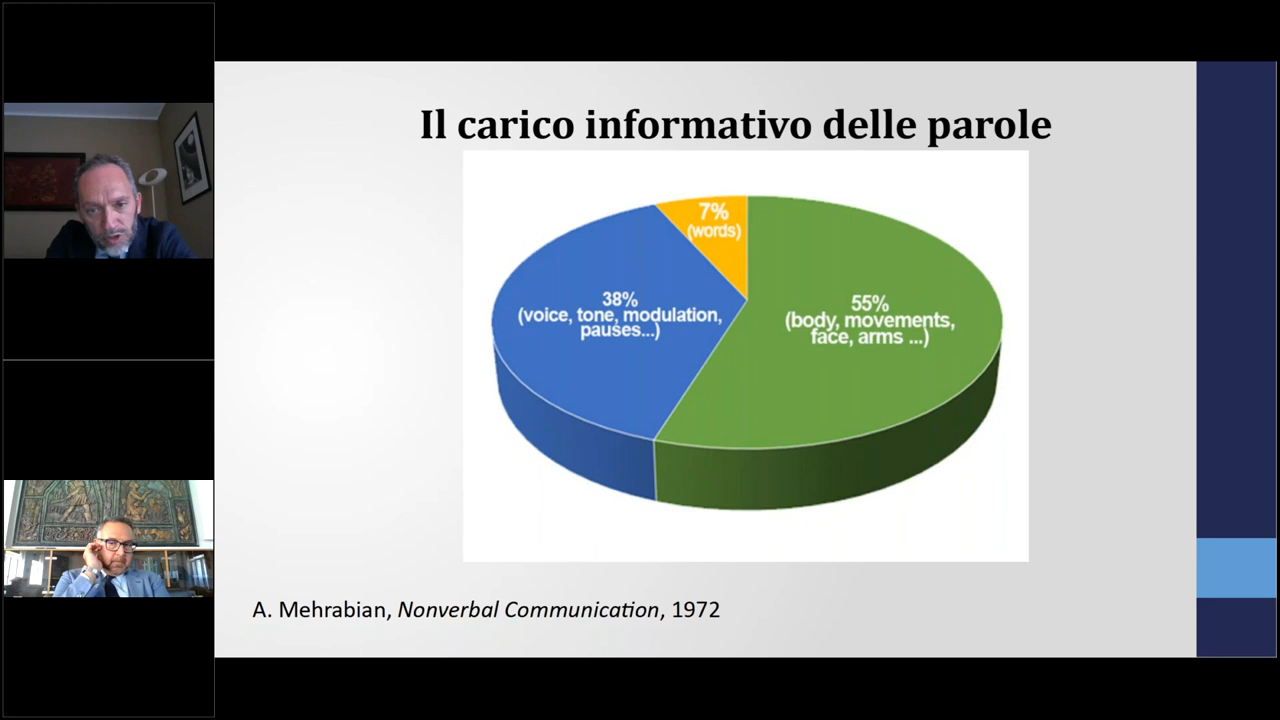 Il carico informativo delle parole
7%
(words)
38%
(voice, tone, modulation,
pauses...)
55%
(body, movements,
face, arms ...)
A. Mehrabian, Nonverbal Communication, 1972